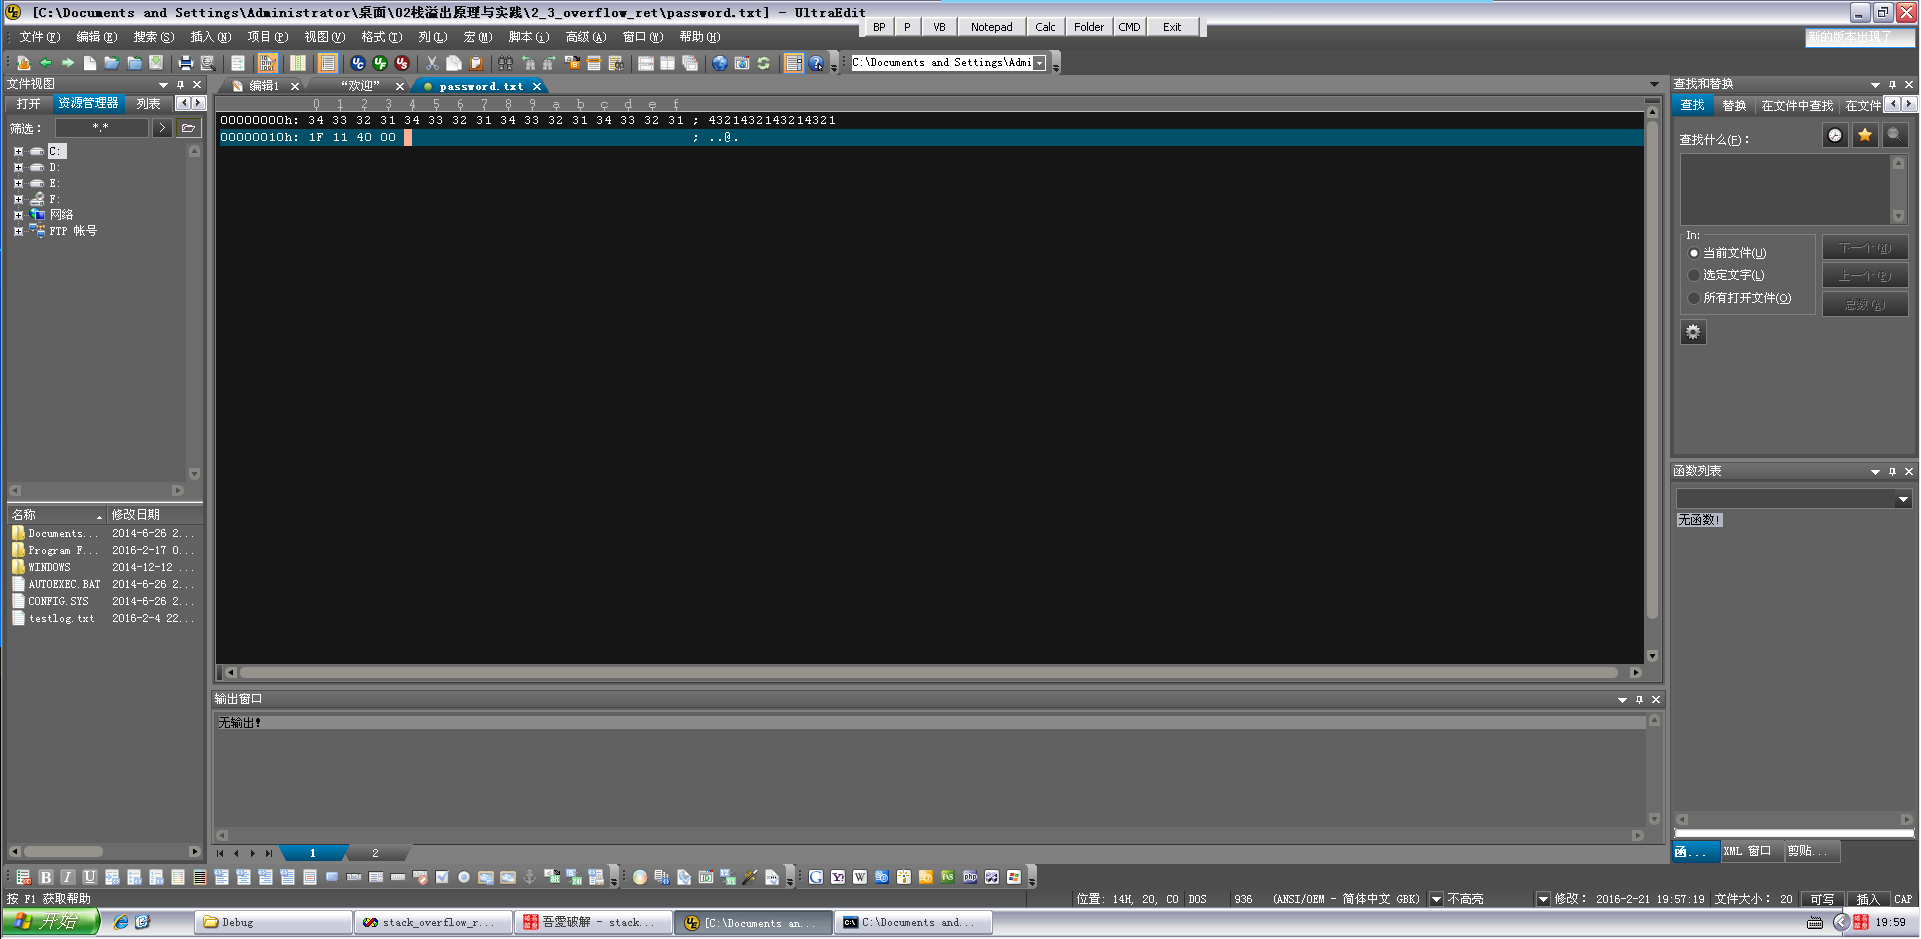 [C:\Documents and Settings\Administrator\桌面\02栈溢出原理与实践\2_3_overflow_ret\password.txt] - UltraEdit
BP P VB Notepad Calc Folder CMD Exit
文件(F) 编辑(E) 搜索(S) 插入(N) 项目(P) 视图(V) 格式(T) 列(L) 宏(M) 脚本(i) 高级(A) 窗口(W) 帮助(H)
新的版本出现了
C:\Documents and Settings\Admi
文件视图
打开 资源管理器 列表
筛选： *.*
C:
D:
E:
F:
网络
FTP 帐号
名称 修改日期
Documents... 2014-6-26 2...
Program F... 2016-2-17 0...
WINDOWS 2014-12-12 ...
AUTOEXEC.BAT 2014-6-26 2...
CONFIG.SYS 2014-6-26 2...
testlog.txt 2016-2-4 22...
编辑1 “欢迎” password.txt
0 1 2 3 4 5 6 7 8 9 a b c d e f
00000000h: 34 33 32 31 34 33 32 31 34 33 32 31 34 33 32 31 ; 4321432143214321
00000010h: 1F 11 40 00 ; ..@.
输出窗口
无输出!
1 2
查找和替换
查找 替换 在文件中查找 在文件
查找什么(F)：
In:
当前文件(U)
选定文字(L)
所有打开文件(O)
下一个(N)
上一个(P)
总数(A)
函数列表
无函数!
函... XML 窗口 剪贴...
按 F1 获取帮助
位置： 14H, 20, C0 DOS 936 (ANSI/OEM - 简体中文 GBK) 不高亮 修改： 2016-2-21 19:57:19 文件大小： 20 可写 插入 CAP
开始 Debug stack_overflow_r... 吾愛破解 - stack... [C:\Documents an... C:\Documents and... 19:59